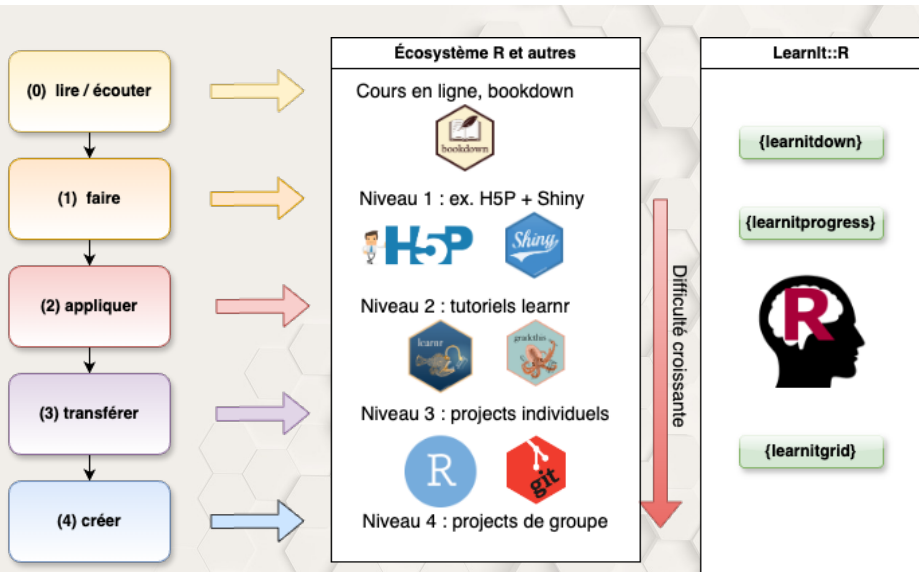 (0) lire / écouter
(1) faire
(2) appliquer
(3) transférer
(4) créer
Écosystème R et autres
Cours en ligne, bookdown
bookdown
Niveau 1 : ex. H5P + Shiny
H5P
Shiny
Niveau 2 : tutoriels learnr
learnr
gradethis
Niveau 3 : projects individuels
R
git
Niveau 4 : projects de groupe
Difficulté croissante
LearnIt::R
{learnitdown}
{learnitprogress}
R
{learnitgrid}